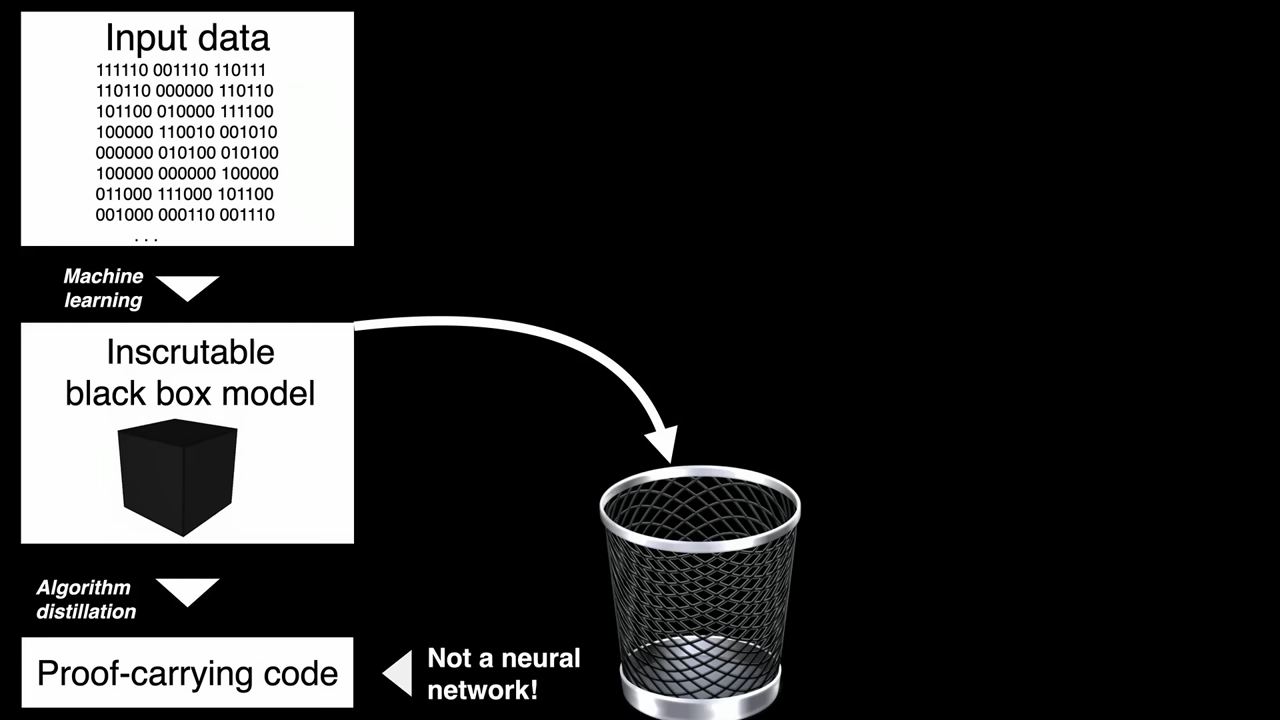 Input data
111110 001110 110111
110110 000000 110110
101100 010000 111100
100000 110010 001010
000000 010100 010100
100000 000000 100000
011000 111000 101100
001000 000110 001110
...
Machine
learning
Inscrutable
black box model
Algorithm
distillation
Proof-carrying code
Not a neural
network!